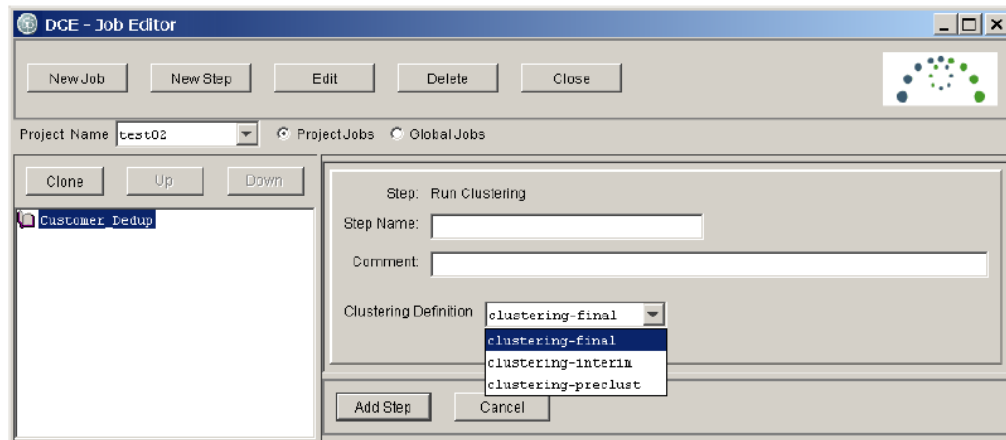 DCE - Job Editor
New Job New Step Edit Delete Close
Project Name test02 Project Jobs Global Jobs
Clone Up Down
Customer_Dedup
Step: Run Clustering
Step Name:
Comment:
Clustering Definition clustering-final
clustering-final
clustering-interim
clustering-preclust
Add Step Cancel